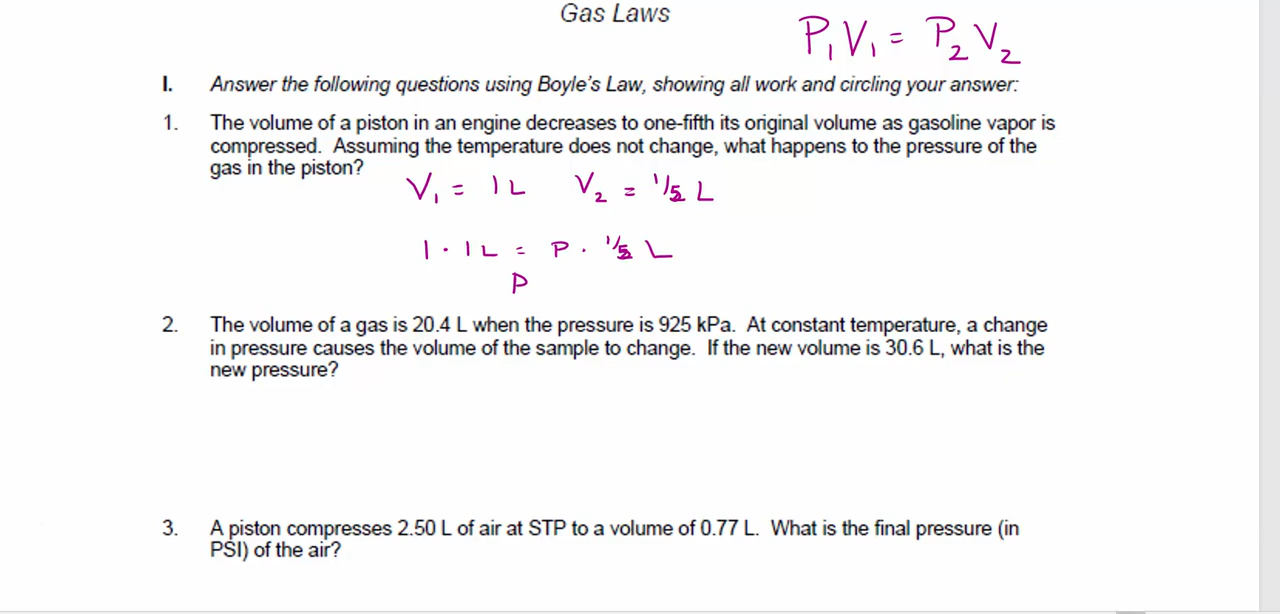 Gas Laws
P₁V₁ = P₂V₂
I. Answer the following questions using Boyle's Law, showing all work and circling your answer:
1. The volume of a piston in an engine decreases to one-fifth its original volume as gasoline vapor is
compressed. Assuming the temperature does not change, what happens to the pressure of the
gas in the piston?
V₁ = 1L V₂ = 1/5 L
1 · 1L = P · 1/5 L
P
2. The volume of a gas is 20.4 L when the pressure is 925 kPa. At constant temperature, a change
in pressure causes the volume of the sample to change. If the new volume is 30.6 L, what is the
new pressure?
3. A piston compresses 2.50 L of air at STP to a volume of 0.77 L. What is the final pressure (in
PSI) of the air?